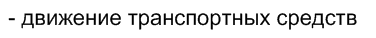 - движение транспортных средств